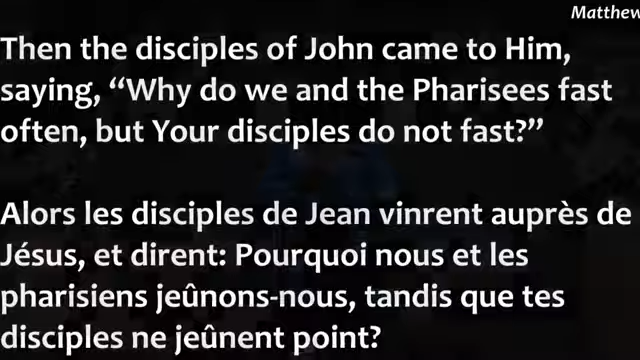 Matthew
Then the disciples of John came to Him,
saying, “Why do we and the Pharisees fast
often, but Your disciples do not fast?”
Alors les disciples de Jean vinrent auprès de
Jésus, et dirent: Pourquoi nous et les
pharisiens jeûnons-nous, tandis que tes
disciples ne jeûnent point?